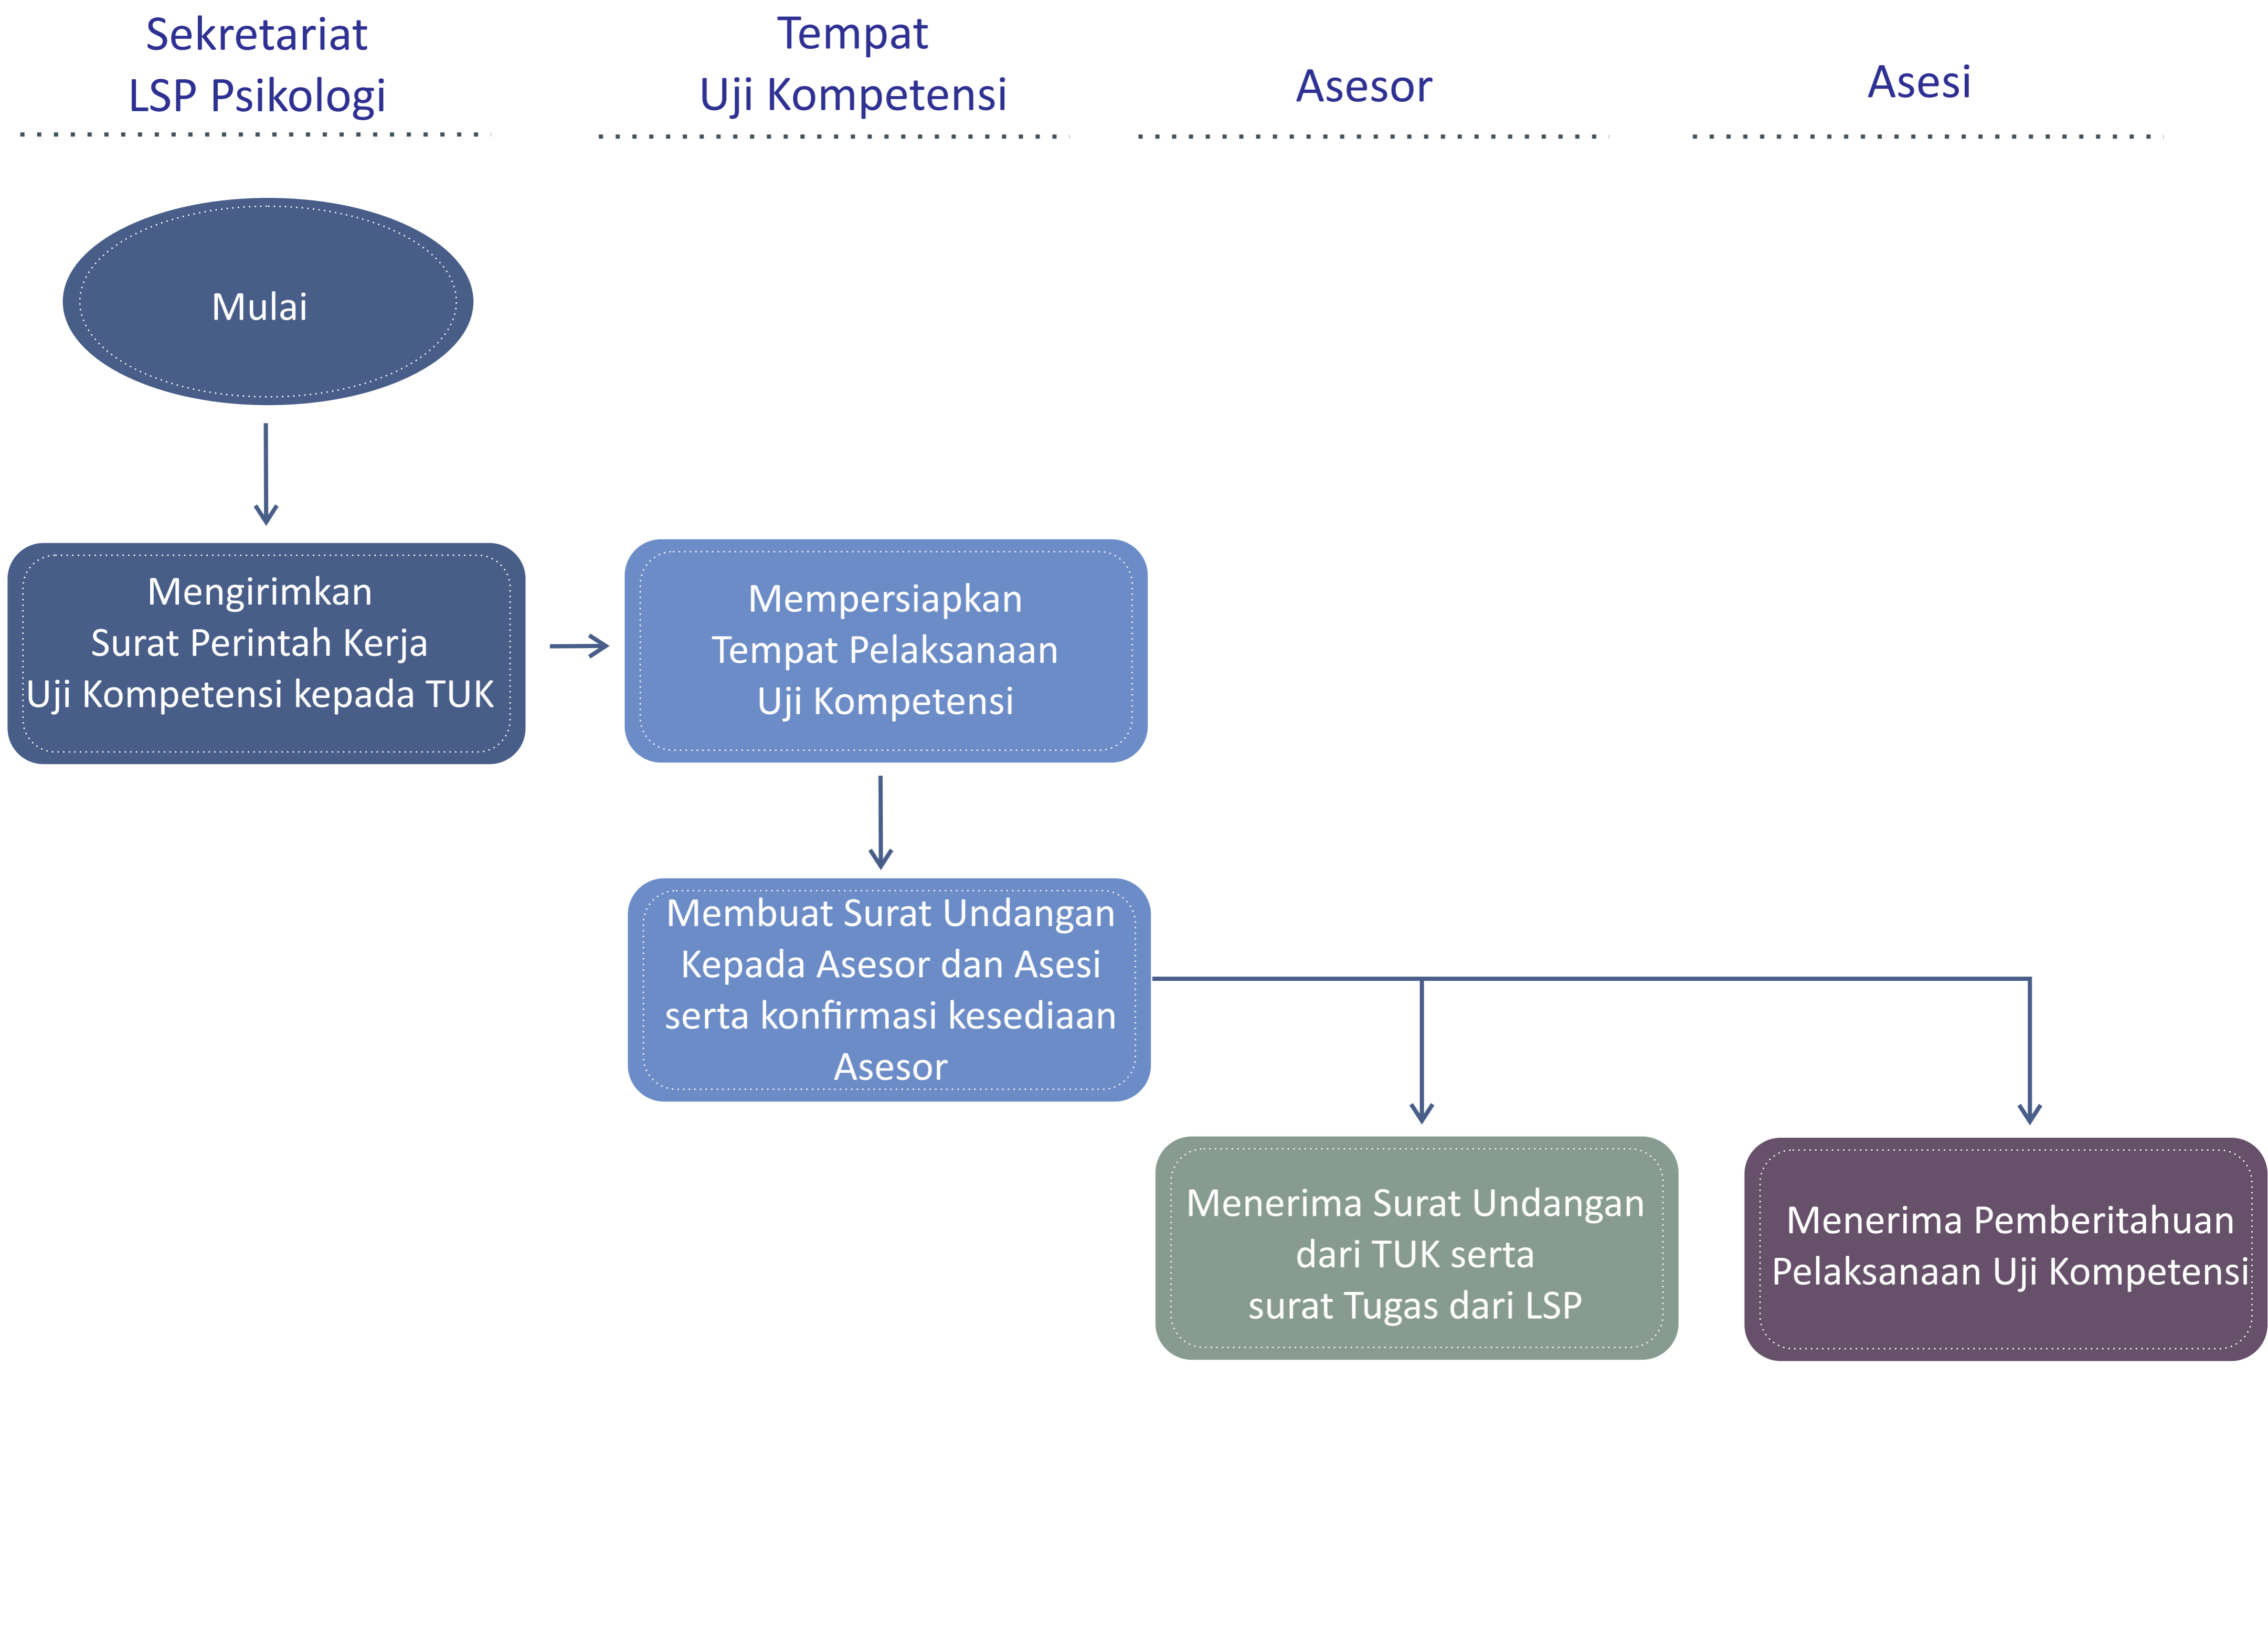 Sekretariat
LSP Psikologi
Tempat
Uji Kompetensi
Asesor
Asesi
Mulai
Mengirimkan
Surat Perintah Kerja
Uji Kompetensi kepada TUK
Mempersiapkan
Tempat Pelaksanaan
Uji Kompetensi
Membuat Surat Undangan
Kepada Asesor dan Asesi
serta konfirmasi kesediaan
Asesor
Menerima Surat Undangan
dari TUK serta
surat Tugas dari LSP
Menerima Pemberitahuan
Pelaksanaan Uji Kompetensi